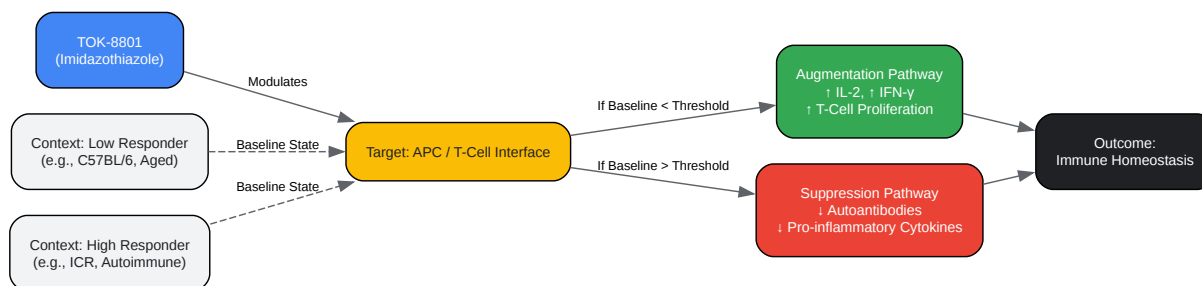 TOK-8801
(Imidazothiazole)
Modulates
Context: Low Responder
(e.g., C57BL/6, Aged)
Baseline State
Context: High Responder
(e.g., ICR, Autoimmune)
Baseline State
Target: APC / T-Cell Interface
If Baseline < Threshold
If Baseline > Threshold
Augmentation Pathway
↑ IL-2, ↑ IFN-γ
↑ T-Cell Proliferation
Suppression Pathway
↓ Autoantibodies
↓ Pro-inflammatory Cytokines
Outcome:
Immune Homeostasis